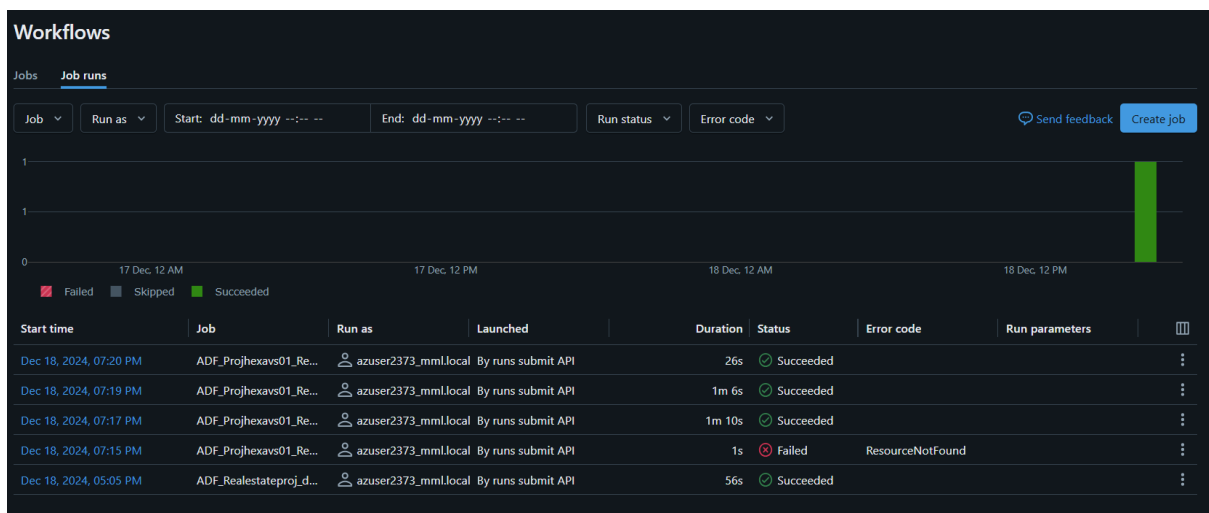 Workflows
Jobs Job runs
Job Run as Start: dd-mm-yyyy --:-- -- End: dd-mm-yyyy --:-- -- Run status Error code Send feedback Create job
1
1
0
17 Dec, 12 AM 17 Dec, 12 PM 18 Dec, 12 AM 18 Dec, 12 PM
Failed Skipped Succeeded
Start time Job Run as Launched Duration Status Error code Run parameters
Dec 18, 2024, 07:20 PM ADF_Projhexavs01_Re... azuser2373_mml.local By runs submit API 26s Succeeded
Dec 18, 2024, 07:19 PM ADF_Projhexavs01_Re... azuser2373_mml.local By runs submit API 1m 6s Succeeded
Dec 18, 2024, 07:17 PM ADF_Projhexavs01_Re... azuser2373_mml.local By runs submit API 1m 10s Succeeded
Dec 18, 2024, 07:15 PM ADF_Projhexavs01_Re... azuser2373_mml.local By runs submit API 1s Failed ResourceNotFound
Dec 18, 2024, 05:05 PM ADF_Realestateproj_d... azuser2373_mml.local By runs submit API 56s Succeeded